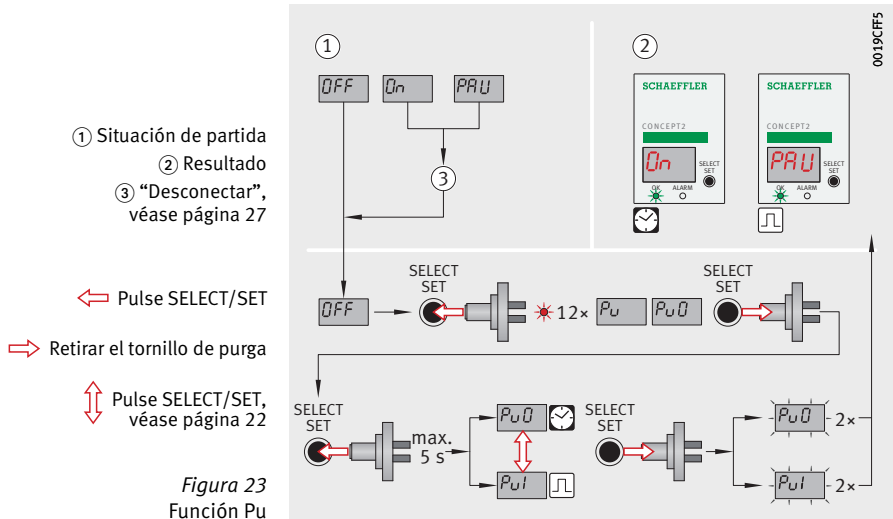 ① Situación de partida
② Resultado
③ “Desconectar”,
véase página 27
Pulse SELECT/SET
Retirar el tornillo de purga
Pulse SELECT/SET,
véase página 22
Figura 23
Función Pu
①
OFF On PAU
③
②
SCHAEFFLER
CONCEPT2
On
SELECT
SET
OK ALARM
SCHAEFFLER
CONCEPT2
PAU
SELECT
SET
OK ALARM
0019CFF5
OFF
SELECT
SET
12×
Pu Pu0
SELECT
SET
SELECT
SET
max.
5 s
Pu0
Pu1
SELECT
SET
Pu0 2×
Pu1 2×